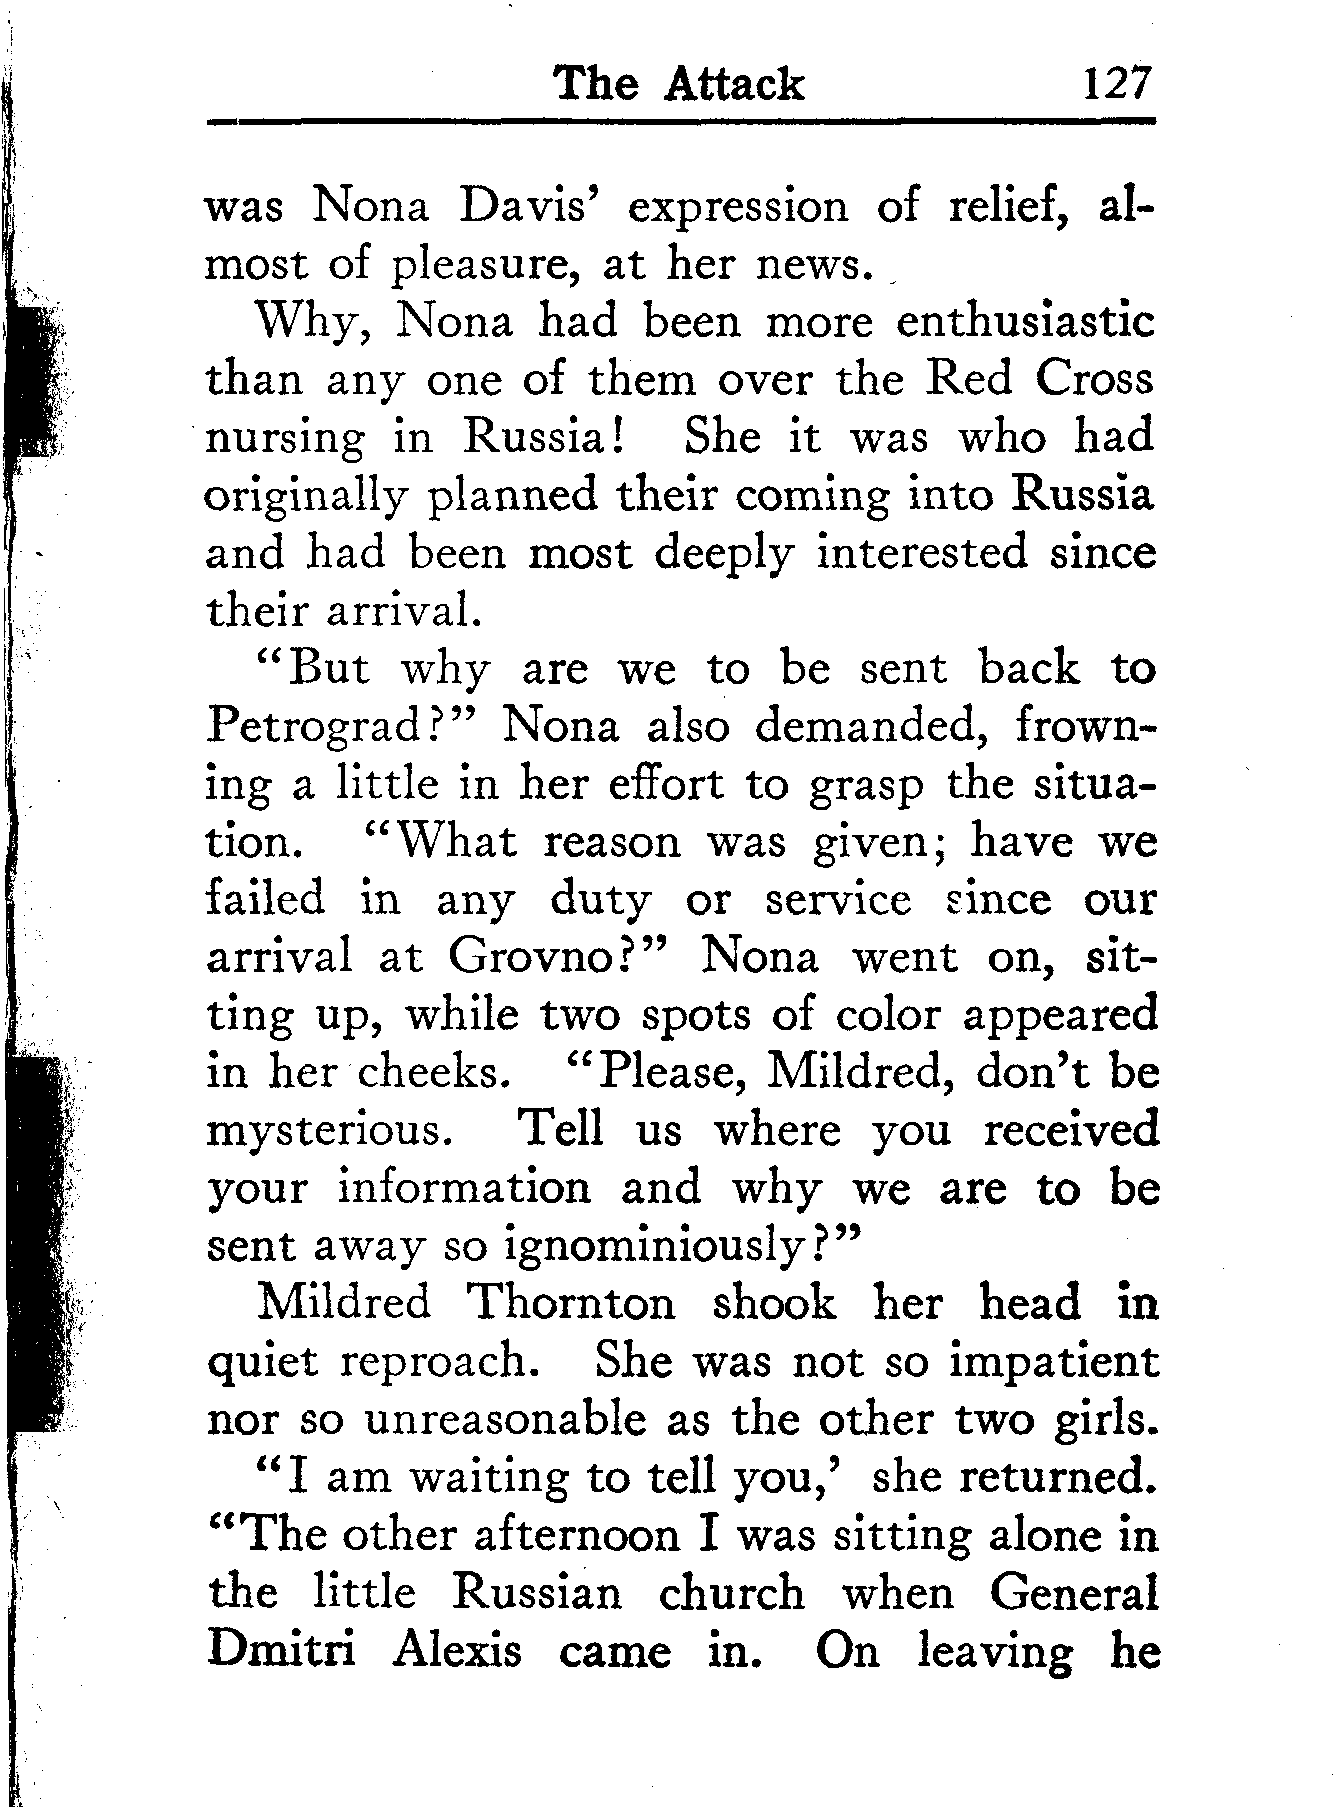 The Attack 127
was Nona Davis’ expression of relief, al-
most of pleasure, at her news.
Why, Nona had been more enthusiastic
than any one of them over the Red Cross
nursing in Russia! She it was who had
originally planned their coming into Russia
and had been most deeply interested since
their arrival.
“But why are we to be sent back to
Petrograd?” Nona also demanded, frown-
ing a little in her effort to grasp the situa-
tion. “What reason was given; have we
failed in any duty or service since our
arrival at Grovno?” Nona went on, sit-
ting up, while two spots of color appeared
in her cheeks. “Please, Mildred, don’t be
mysterious. Tell us where you received
your information and why we are to be
sent away so ignominiously?”
Mildred Thornton shook her head in
quiet reproach. She was not so impatient
nor so unreasonable as the other two girls.
“I am waiting to tell you,’ she returned.
“The other afternoon I was sitting alone in
the little Russian church when General
Dmitri Alexis came in. On leaving he